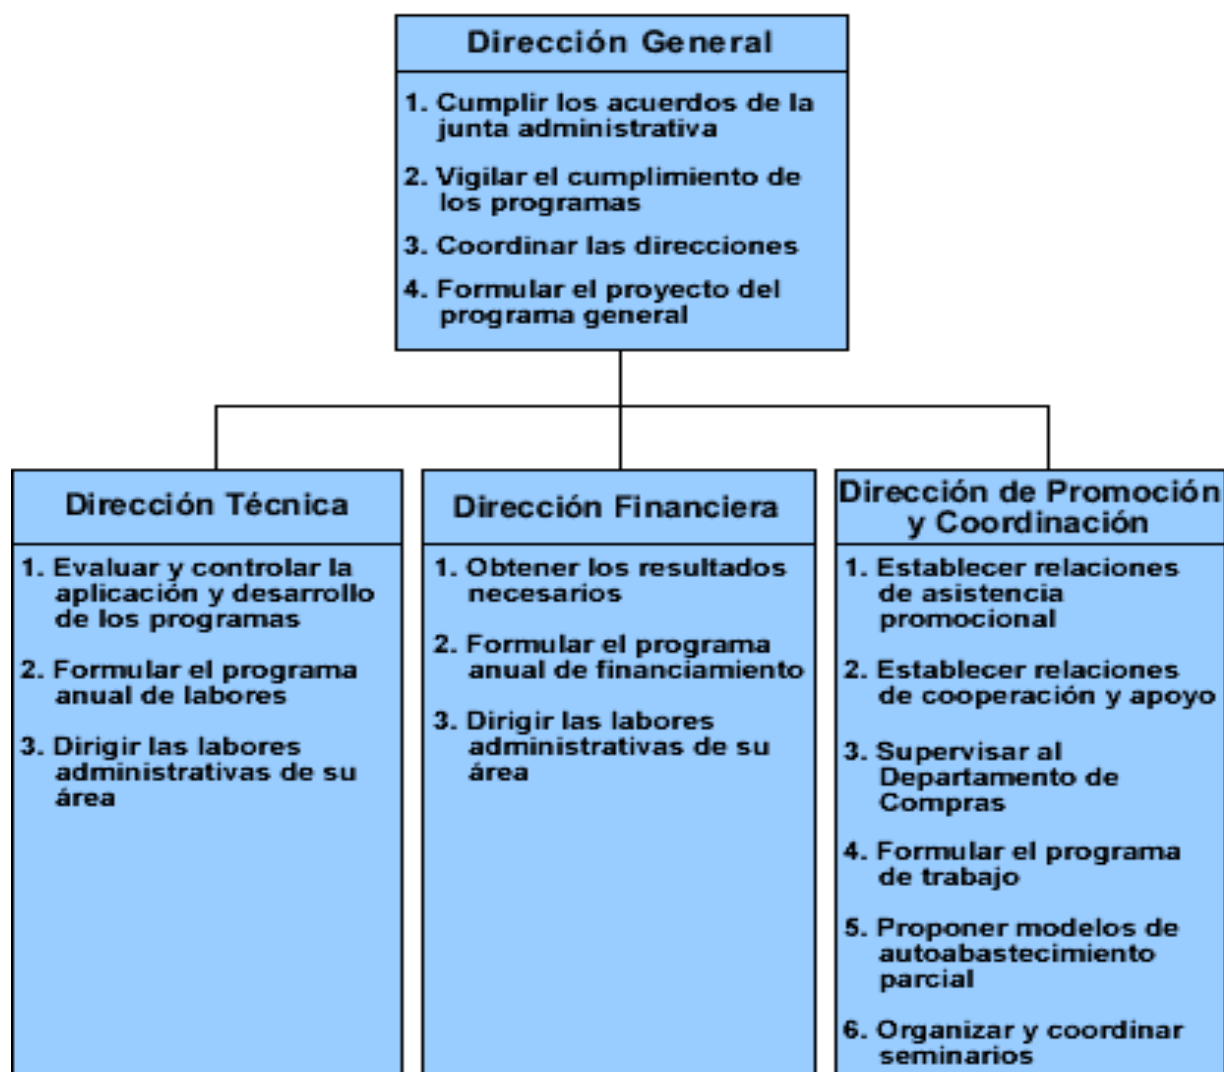 Dirección General
1. Cumplir los acuerdos de la
junta administrativa
2. Vigilar el cumplimiento de
los programas
3. Coordinar las direcciones
4. Formular el proyecto del
programa general
Dirección Técnica
1. Evaluar y controlar la
aplicación y desarrollo
de los programas
2. Formular el programa
anual de labores
3. Dirigir las labores
administrativas de su
área
Dirección Financiera
1. Obtener los resultados
necesarios
2. Formular el programa
anual de financiamiento
3. Dirigir las labores
administrativas de su
área
Dirección de Promoción
y Coordinación
1. Establecer relaciones
de asistencia
promocional
2. Establecer relaciones
de cooperación y apoyo
3. Supervisar al
Departamento de
Compras
4. Formular el programa
de trabajo
5. Proponer modelos de
autoabastecimiento
parcial
6. Organizar y coordinar
seminarios